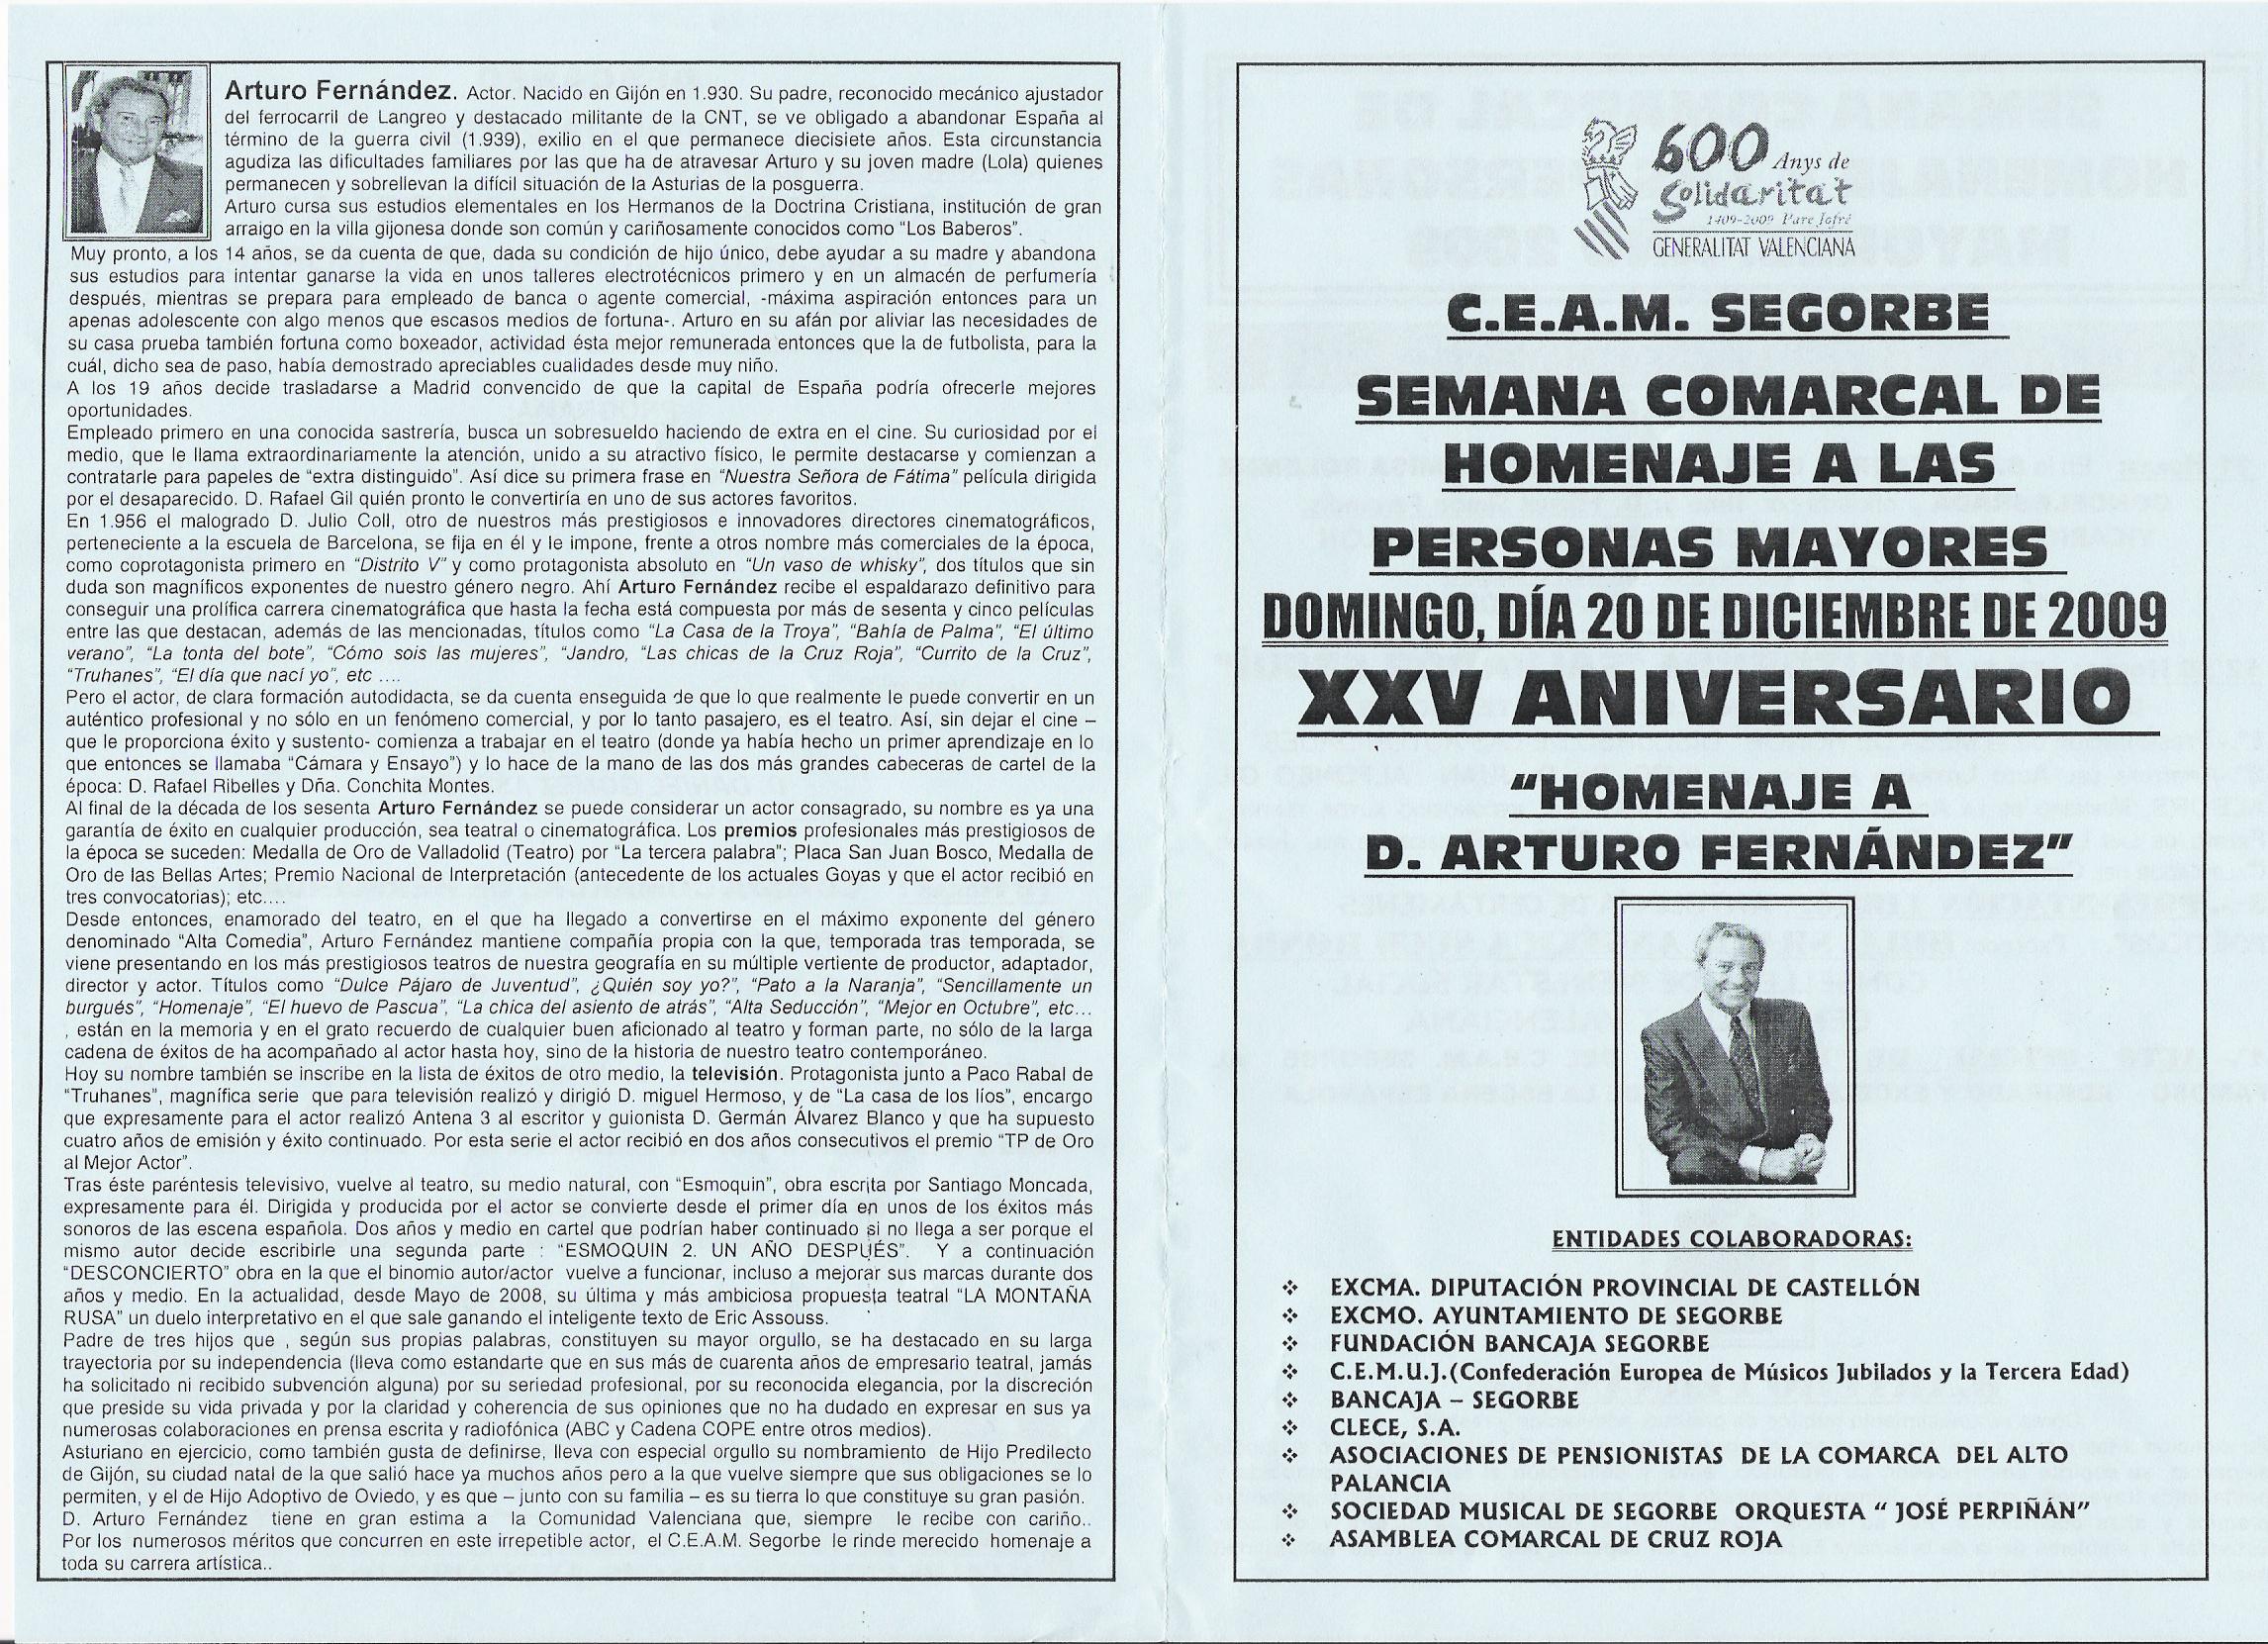 Arturo Fernández. Actor. Nacido en Gijón en 1.930. Su padre, reconocido mecánico ajustador
del ferrocarril de Langreo y destacado militante de la CNT, se ve obligado a abandonar España al
término de la guerra civil (1.939), exilio en el que permanece diecisiete años. Esta circunstancia
agudiza las dificultades familiares por las que ha de atravesar Arturo y su joven madre (Lola) quienes
permanecen y sobrellevan la difícil situación de la Asturias de la posguerra.
Arturo cursa sus estudios elementales en los Hermanos de la Doctrina Cristiana, institución de gran
arraigo en la villa gijonesa donde son común y cariñosamente conocidos como “Los Baberos”.
Muy pronto, a los 14 años, se da cuenta de que, dada su condición de hijo único, debe ayudar a su madre y abandona
sus estudios para intentar ganarse la vida en unos talleres electrotécnicos primero y en un almacén de perfumería
después, mientras se prepara para empleado de banca o agente comercial, -máxima aspiración entonces para un
apenas adolescente con algo menos que escasos medios de fortuna-. Arturo en su afán por aliviar las necesidades de
su casa prueba también fortuna como boxeador, actividad ésta mejor remunerada entonces que la de futbolista, para la
cuál, dicho sea de paso, había demostrado apreciables cualidades desde muy niño.
A los 19 años decide trasladarse a Madrid convencido de que la capital de España podría ofrecerle mejores
oportunidades.
Empleado primero en una conocida sastrería, busca un sobresueldo haciendo de extra en el cine. Su curiosidad por el
medio, que le llama extraordinariamente la atención, unido a su atractivo físico, le permite destacarse y comienzan a
contratarle para papeles de “extra distinguido”. Así dice su primera frase en “Nuestra Señora de Fátima” película dirigida
por el desaparecido. D. Rafael Gil quién pronto le convertiría en uno de sus actores favoritos.
En 1.956 el malogrado D. Julio Coll, otro de nuestros más prestigiosos e innovadores directores cinematográficos,
perteneciente a la escuela de Barcelona, se fija en él y le impone, frente a otros nombre más comerciales de la época,
como coprotagonista primero en “Distrito V” y como protagonista absoluto en “Un vaso de whisky”, dos títulos que sin
duda son magníficos exponentes de nuestro género negro. Ahí Arturo Fernández recibe el espaldarazo definitivo para
conseguir una prolífica carrera cinematográfica que hasta la fecha está compuesta por más de sesenta y cinco películas
entre las que destacan, además de las mencionadas, títulos como “La Casa de la Troya”, “Bahía de Palma”, “El último
verano”, “La tonta del bote”, “Cómo sois las mujeres”, “Jandro, “Las chicas de la Cruz Roja”, “Currito de la Cruz”,
“Truhanes”, “El día que nací yo”, etc ….
Pero el actor, de clara formación autodidacta, se da cuenta enseguida de que lo que realmente le puede convertir en un
auténtico profesional y no sólo en un fenómeno comercial, y por lo tanto pasajero, es el teatro. Así, sin dejar el cine –
que le proporciona éxito y sustento- comienza a trabajar en el teatro (donde ya había hecho un primer aprendizaje en lo
que entonces se llamaba “Cámara y Ensayo”) y lo hace de la mano de las dos más grandes cabeceras de cartel de la
época: D. Rafael Ribelles y Dña. Conchita Montes.
Al final de la década de los sesenta Arturo Fernández se puede considerar un actor consagrado, su nombre es ya una
garantía de éxito en cualquier producción, sea teatral o cinematográfica. Los premios profesionales más prestigiosos de
la época se suceden: Medalla de Oro de Valladolid (Teatro) por “La tercera palabra”; Placa San Juan Bosco, Medalla de
Oro de las Bellas Artes; Premio Nacional de Interpretación (antecedente de los actuales Goyas y que el actor recibió en
tres convocatorias); etc….
Desde entonces, enamorado del teatro, en el que ha llegado a convertirse en el máximo exponente del género
denominado “Alta Comedia”, Arturo Fernández mantiene compañía propia con la que, temporada tras temporada, se
viene presentando en los más prestigiosos teatros de nuestra geografía en su múltiple vertiente de productor, adaptador,
director y actor. Títulos como “Dulce Pájaro de Juventud”, ¿Quién soy yo?”, “Pato a la Naranja”, “Sencillamente un
burgués”, “Homenaje”, “El huevo de Pascua”, “La chica del asiento de atrás”, “Alta Seducción”, “Mejor en Octubre”, etc…
, están en la memoria y en el grato recuerdo de cualquier buen aficionado al teatro y forman parte, no sólo de la larga
cadena de éxitos de ha acompañado al actor hasta hoy, sino de la historia de nuestro teatro contemporáneo.
Hoy su nombre también se inscribe en la lista de éxitos de otro medio, la televisión. Protagonista junto a Paco Rabal de
“Truhanes”, magnífica serie que para televisión realizó y dirigió D. miguel Hermoso, y de “La casa de los líos”, encargo
que expresamente para el actor realizó Antena 3 al escritor y guionista D. Germán Álvarez Blanco y que ha supuesto
cuatro años de emisión y éxito continuado. Por esta serie el actor recibió en dos años consecutivos el premio “TP de Oro
al Mejor Actor”.
Tras éste paréntesis televisivo, vuelve al teatro, su medio natural, con “Esmoquin”, obra escrita por Santiago Moncada,
expresamente para él. Dirigida y producida por el actor se convierte desde el primer día en unos de los éxitos más
sonoros de las escena española. Dos años y medio en cartel que podrían haber continuado si no llega a ser porque el
mismo autor decide escribirle una segunda parte : “ESMOQUIN 2. UN AÑO DESPUÉS”. Y a continuación
“DESCONCIERTO” obra en la que el binomio autor/actor vuelve a funcionar, incluso a mejorar sus marcas durante dos
años y medio. En la actualidad, desde Mayo de 2008, su última y más ambiciosa propuesta teatral “LA MONTAÑA
RUSA” un duelo interpretativo en el que sale ganando el inteligente texto de Eric Assouss.
Padre de tres hijos que , según sus propias palabras, constituyen su mayor orgullo, se ha destacado en su larga
trayectoria por su independencia (lleva como estandarte que en sus más de cuarenta años de empresario teatral, jamás
ha solicitado ni recibido subvención alguna) por su seriedad profesional, por su reconocida elegancia, por la discreción
que preside su vida privada y por la claridad y coherencia de sus opiniones que no ha dudado en expresar en sus ya
numerosas colaboraciones en prensa escrita y radiofónica (ABC y Cadena COPE entre otros medios).
Asturiano en ejercicio, como también gusta de definirse, lleva con especial orgullo su nombramiento de Hijo Predilecto
de Gijón, su ciudad natal de la que salió hace ya muchos años pero a la que vuelve siempre que sus obligaciones se lo
permiten, y el de Hijo Adoptivo de Oviedo, y es que – junto con su familia – es su tierra lo que constituye su gran pasión.
D. Arturo Fernández tiene en gran estima a la Comunidad Valenciana que, siempre le recibe con cariño..
Por los numerosos méritos que concurren en este irrepetible actor, el C.E.A.M. Segorbe le rinde merecido homenaje a
toda su carrera artística..
600 Anys de
Solidaritat
1409-2009 Pare Jofré
GENERALITAT VALENCIANA
C.E.A.M. SEGORBE
SEMANA COMARCAL DE
HOMENAJE A LAS
PERSONAS MAYORES
DOMINGO, DÍA 20 DE DICIEMBRE DE 2009
XXV ANIVERSARIO
“HOMENAJE A
D. ARTURO FERNÁNDEZ”
ENTIDADES COLABORADORAS:
❖ EXCMA. DIPUTACIÓN PROVINCIAL DE CASTELLÓN
❖ EXCMO. AYUNTAMIENTO DE SEGORBE
❖ FUNDACIÓN BANCAJA SEGORBE
❖ C.E.M.U.J.(Confederación Europea de Músicos Jubilados y la Tercera Edad)
❖ BANCAJA – SEGORBE
❖ CLECE, S.A.
❖ ASOCIACIONES DE PENSIONISTAS DE LA COMARCA DEL ALTO
PALANCIA
❖ SOCIEDAD MUSICAL DE SEGORBE ORQUESTA “ JOSÉ PERPIÑÁN”
❖ ASAMBLEA COMARCAL DE CRUZ ROJA